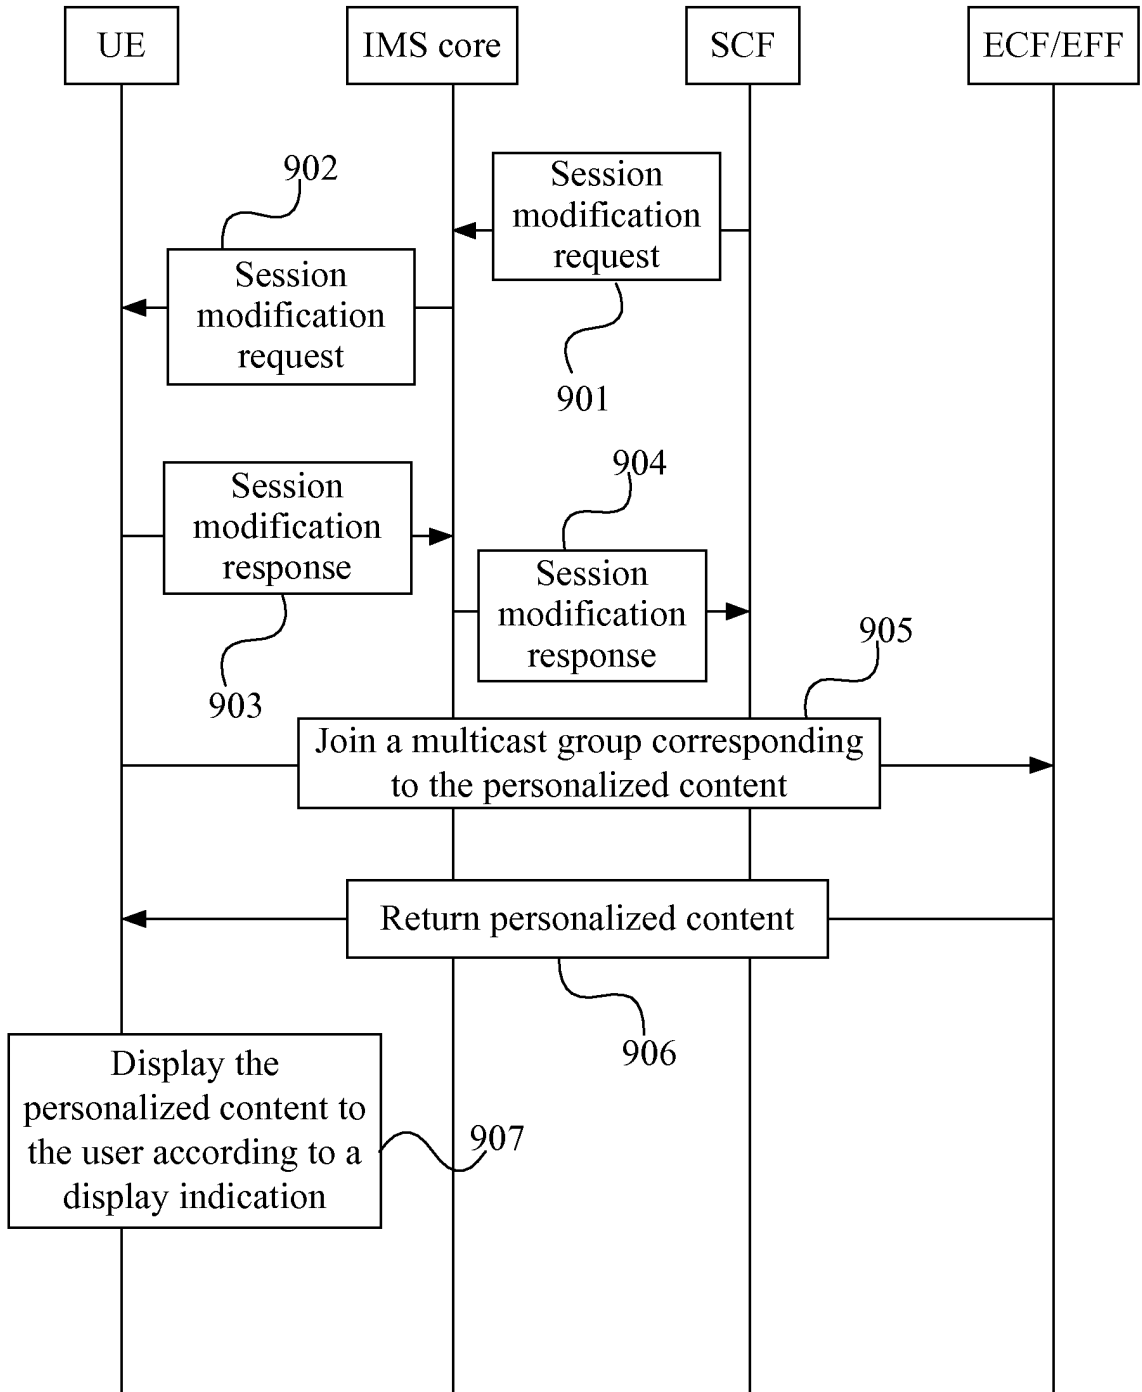 UE
IMS core
SCF
ECF/EFF
902
Session
modification
request
Session
modification
request
901
904
Session
modification
response
Session
modification
response
905
903
Join a multicast group corresponding
to the personalized content
Return personalized content
906
Display the
personalized content to
the user according to a
display indication
907